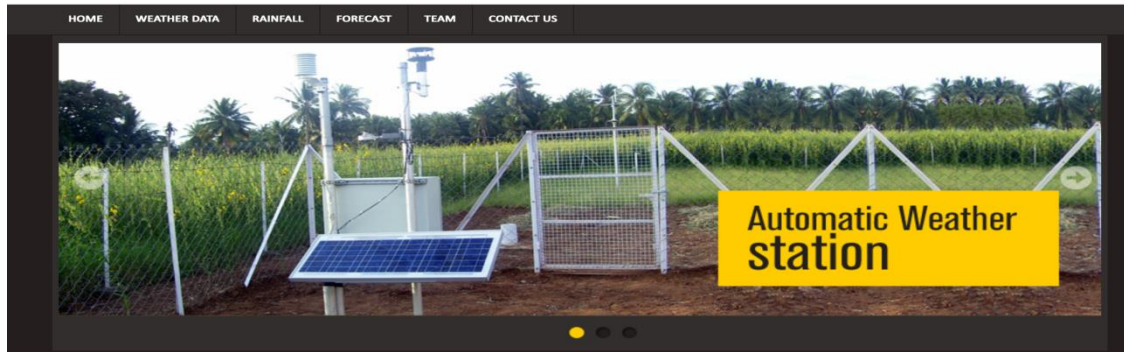 HOME WEATHER DATA RAINFALL FORECAST TEAM CONTACT US
Automatic Weather
station